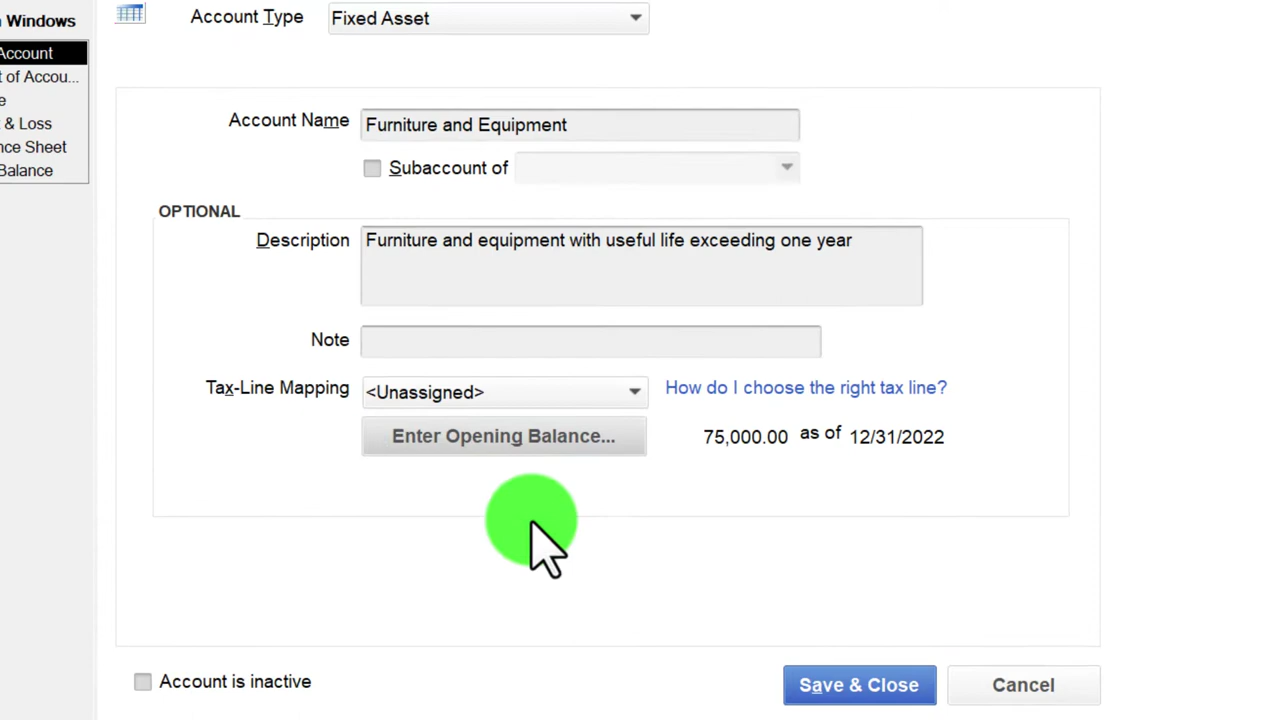 Windows
Account Type Fixed Asset
Account
t of Accou...
e
Account Name Furniture and Equipment
& Loss
nce Sheet
Balance
Subaccount of
OPTIONAL
Description Furniture and equipment with useful life exceeding one year
Note
Tax-Line Mapping <Unassigned> How do I choose the right tax line?
Enter Opening Balance... 75,000.00 as of 12/31/2022
Account is inactive Save & Close Cancel